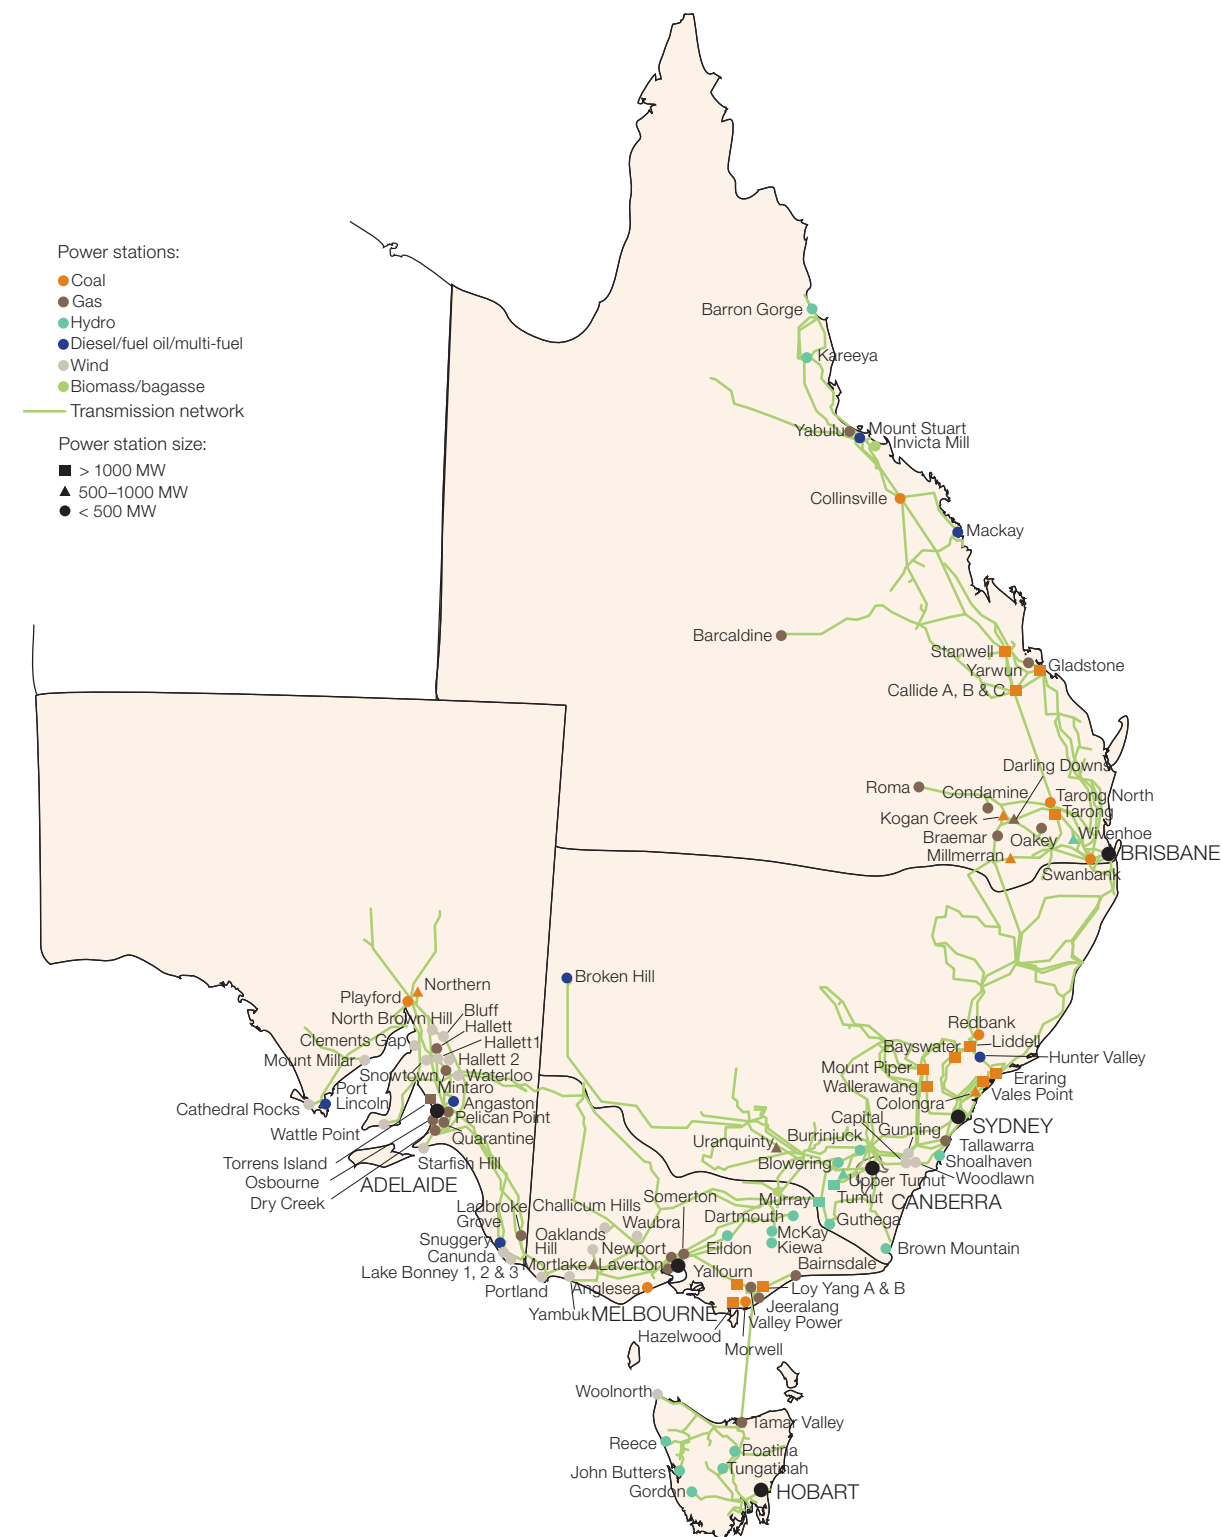 Power stations:
Coal
Gas
Hydro
Diesel/fuel oil/multi-fuel
Wind
Biomass/bagasse
Transmission network
Power station size:
> 1000 MW
500–1000 MW
< 500 MW
Barron Gorge
Kareeya
Yabulu
Mount Stuart
Invicta Mill
Collinsville
Mackay
Barcaldine
Stanwell
Yarwun
Gladstone
Callide A, B & C
Darling Downs
Roma
Condamine
Tarong North
Tarong
Kogan Creek
Braemar
Oakey
Wivenhoe
Millmerran
BRISBANE
Swanbank
Broken Hill
Northern
Playford
North Brown Hill
Bluff
Hallett
Clements Gap
Hallett1
Mount Millar
Hallett 2
Snowtown
Waterloo
Mintaro
Port
Lincoln
Angaston
Cathedral Rocks
Pelican Point
Wattle Point
Quarantine
Torrens Island
Starfish Hill
Osbourne
ADELAIDE
Dry Creek
Redbank
Bayswater
Liddell
Hunter Valley
Mount Piper
Eraring
Wallerawang
Vales Point
Colongra
Capital
SYDNEY
Gunning
Burrinjuck
Uranquinty
Tallawarra
Blowering
Shoalhaven
Upper Tumut
Woodlawn
Murray
Tumut
CANBERRA
Guthega
Dartmouth
McKay
Kiewa
Brown Mountain
Eildon
Somerton
Ladbroke
Grove
Challicum Hills
Waubra
Oaklands
Hill
Snuggery
Canunda
Newport
Mortlake
Laverton
Yallourn
Bairnsdale
Lake Bonney 1, 2 & 3
Portland
Anglesea
Loy Yang A & B
Jeeralang
Yambuk
MELBOURNE
Valley Power
Hazelwood
Morwell
Woolnorth
Tamar Valley
Reece
Poatina
John Butters
Tungatinah
Gordon
HOBART